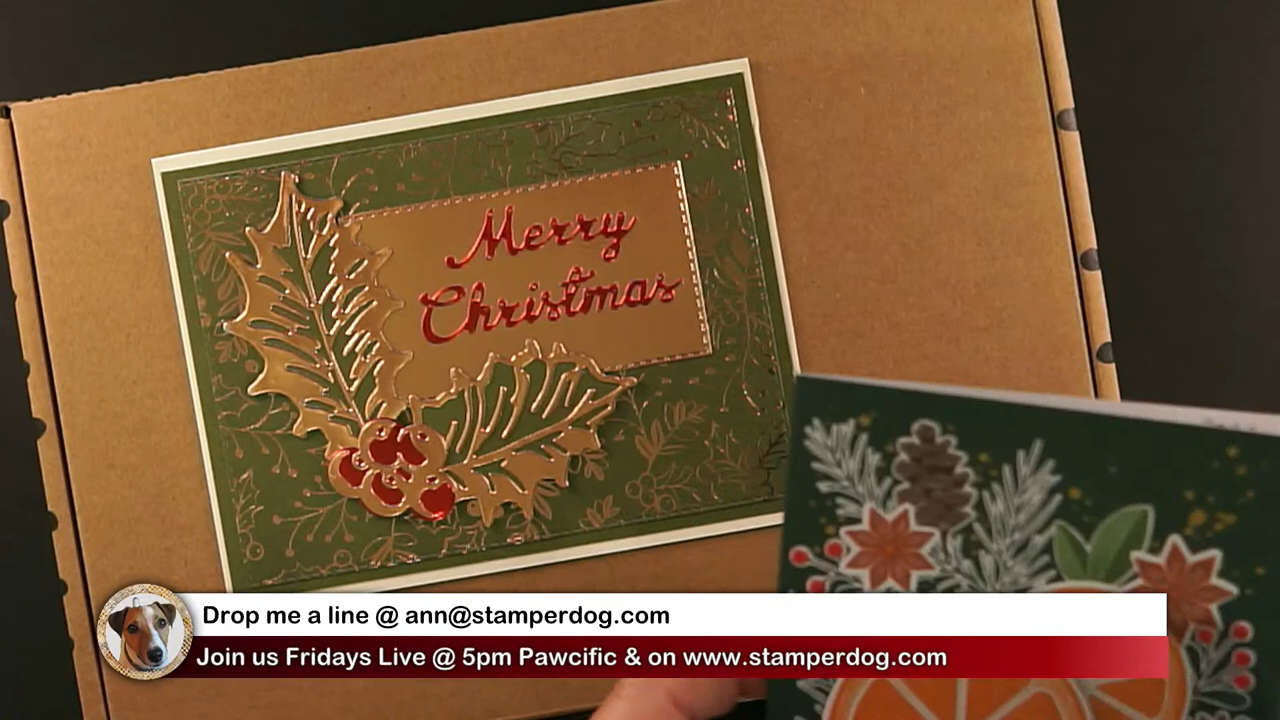 Merry
Christmas
Drop me a line @ ann@stamperdog.com
Join us Fridays Live @ 5pm Pawcific & on www.stamperdog.com